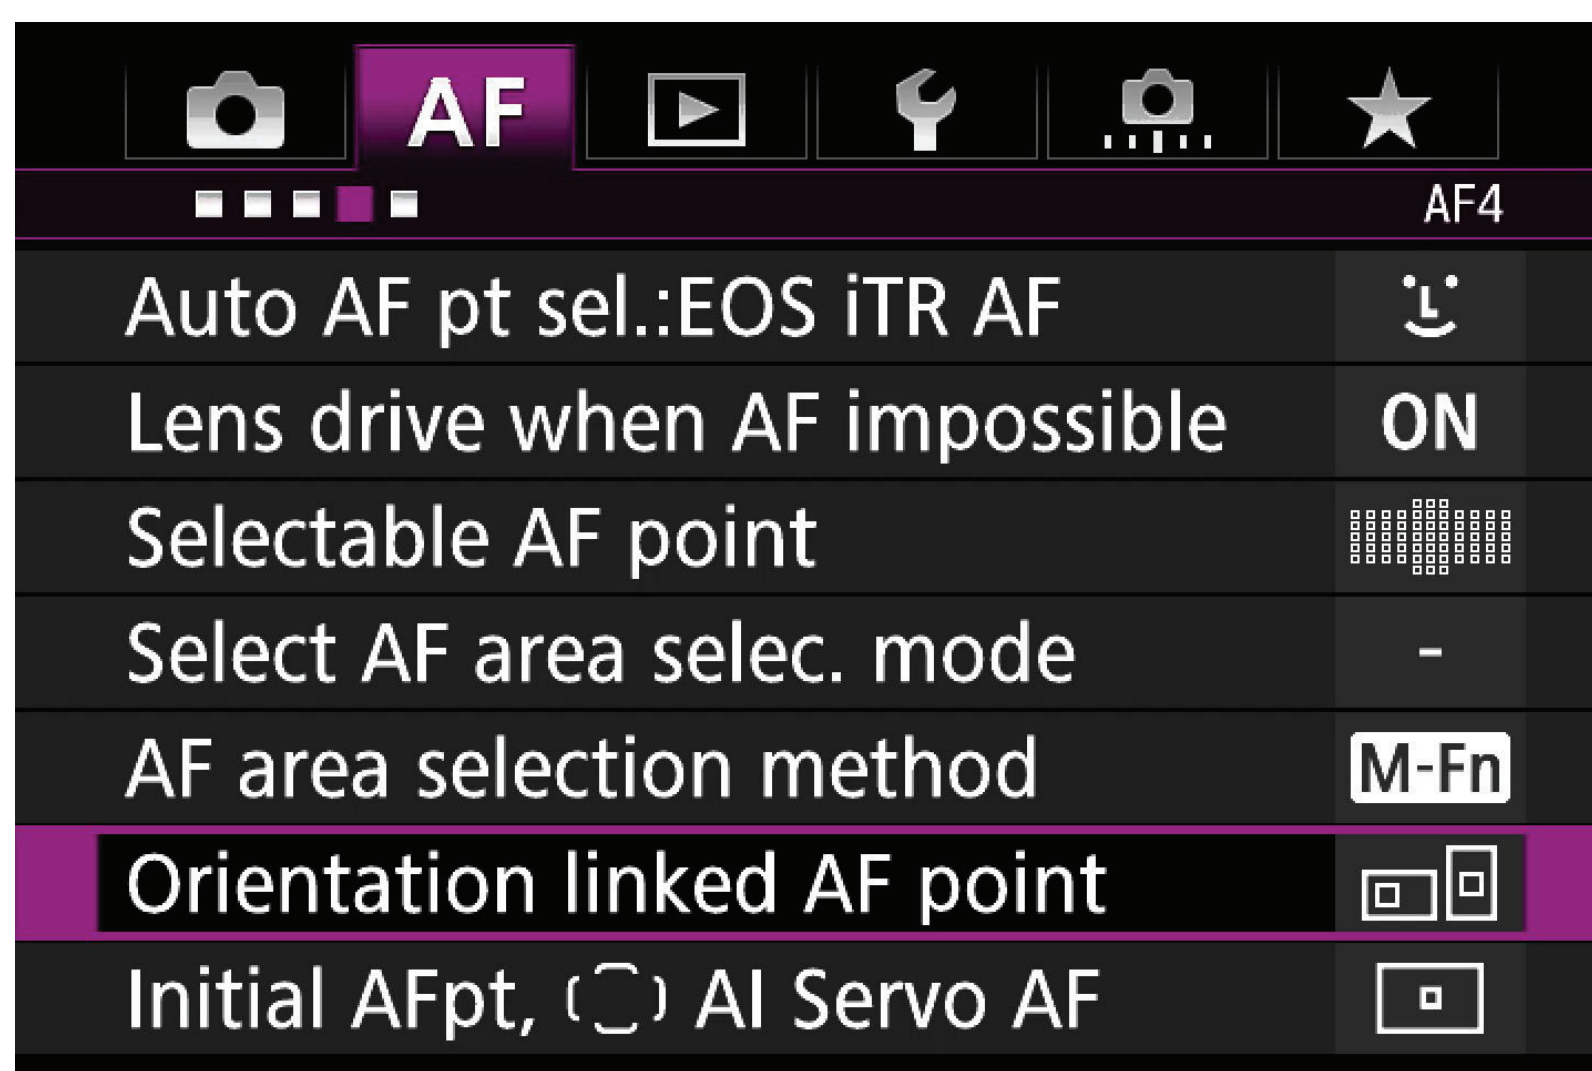 AF
AF4
Auto AF pt sel.:EOS iTR AF
Lens drive when AF impossible ON
Selectable AF point
Select AF area selec. mode -
AF area selection method M-Fn
Orientation linked AF point
Initial AFpt, AI Servo AF